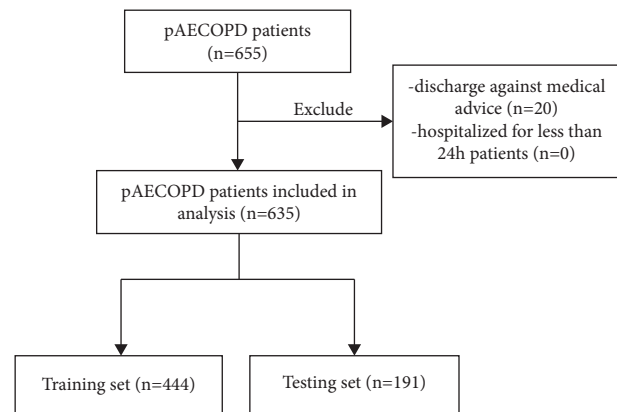 pAECOPD patients
(n=655)
Exclude
-discharge against medical
advice (n=20)
-hospitalized for less than
24h patients (n=0)
pAECOPD patients included in
analysis (n=635)
Training set (n=444)
Testing set (n=191)